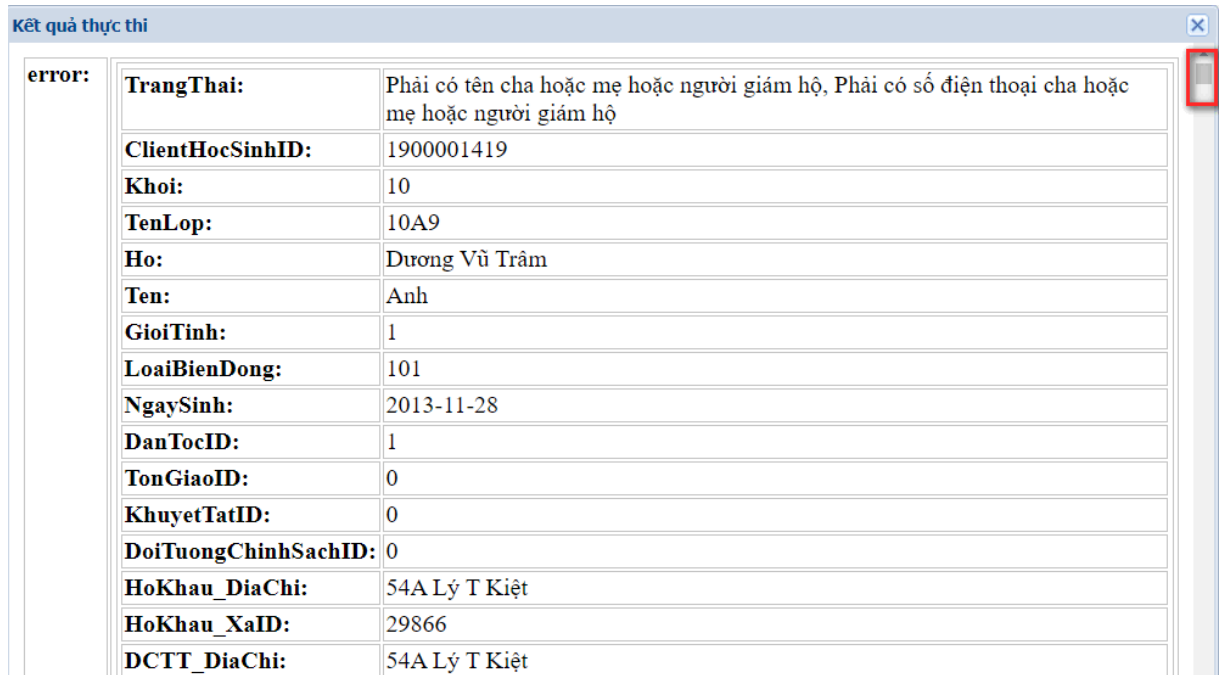 Kết quả thực thi
error:
TrangThai: Phải có tên cha hoặc mẹ hoặc người giám hộ, Phải có số điện thoại cha hoặc
mẹ hoặc người giám hộ
ClientHocSinhID: 1900001419
Khoi: 10
TenLop: 10A9
Ho: Dương Vũ Trâm
Ten: Anh
GioiTinh: 1
LoaiBienDong: 101
NgaySinh: 2013-11-28
DanTocID: 1
TonGiaoID: 0
KhuyetTatID: 0
DoiTuongChinhSachID: 0
HoKhau_DiaChi: 54A Lý T Kiệt
HoKhau_XaID: 29866
DCTT_DiaChi: 54A Lý T Kiệt